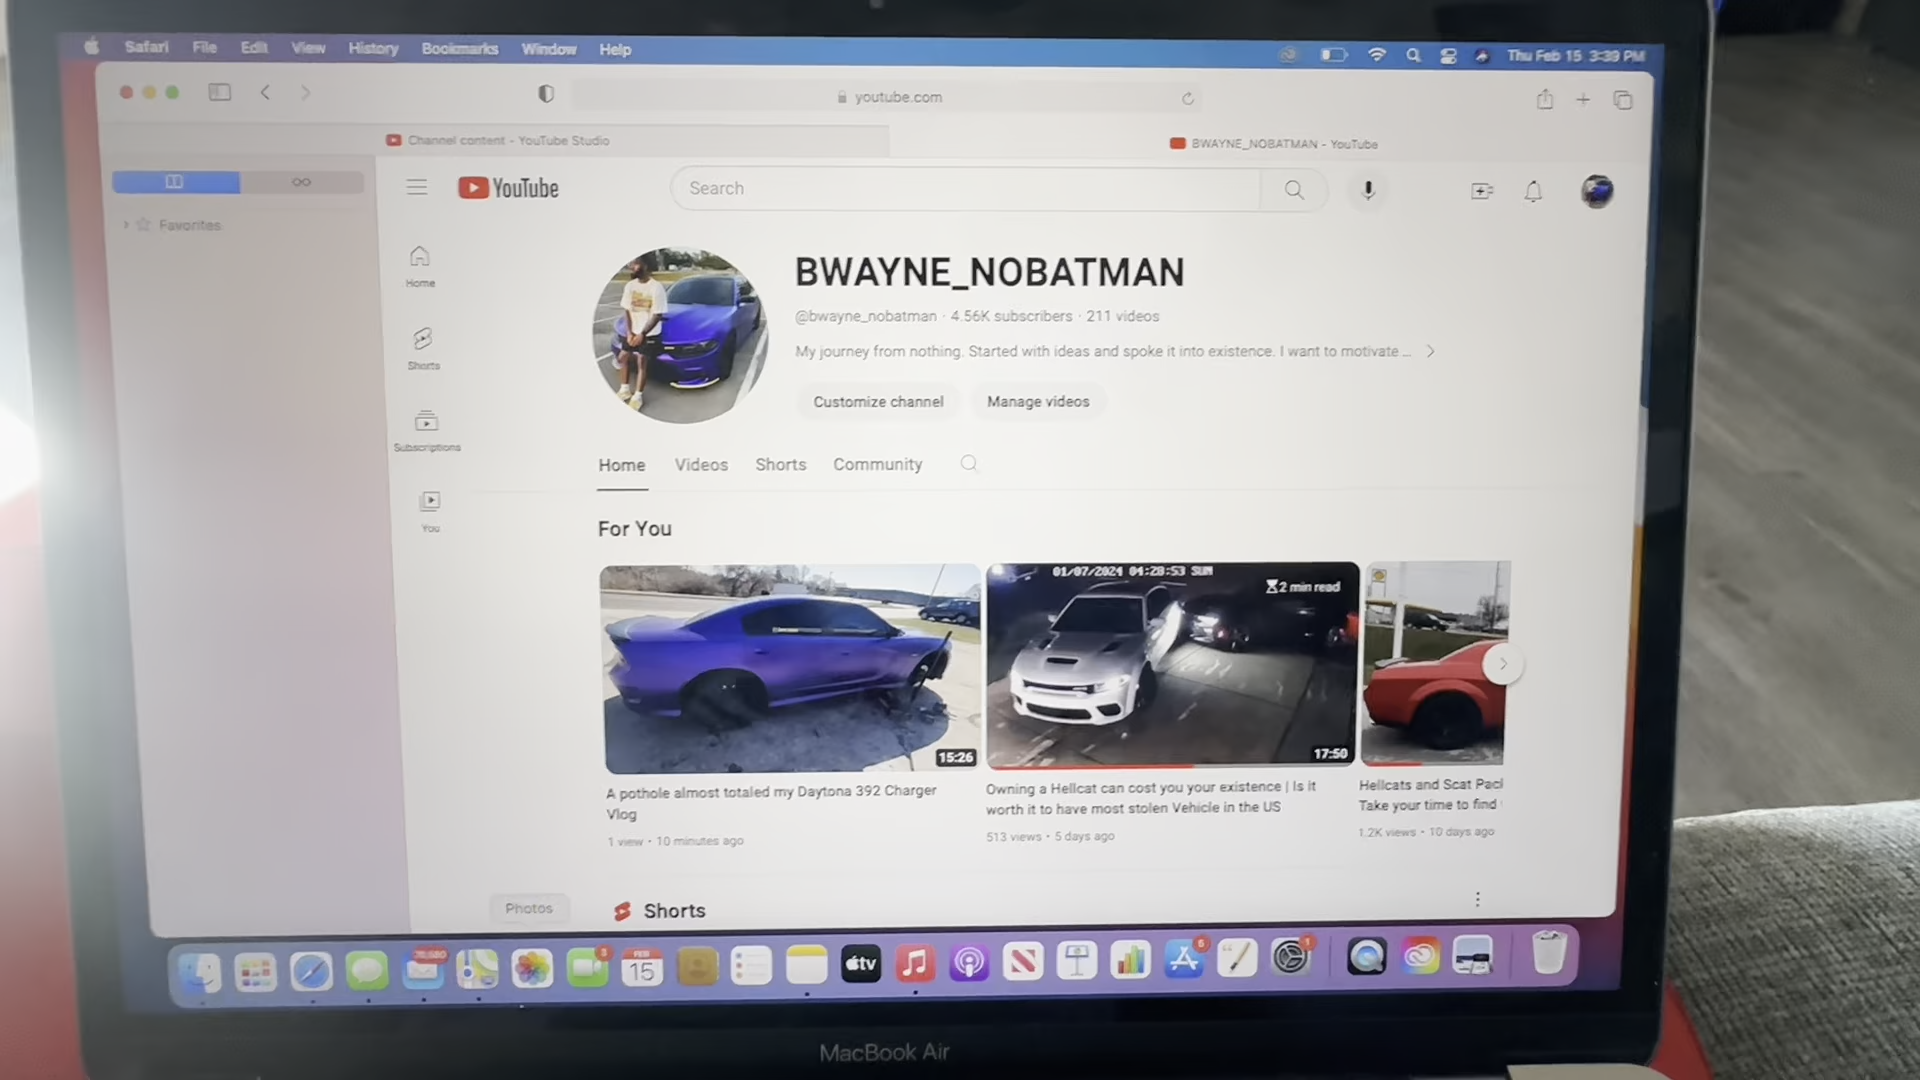 Safari File Edit View History Bookmarks Window Help
Thu Feb 15 3:39 PM
youtube.com
Channel content - YouTube Studio
BWAYNE_NOBATMAN - YouTube
YouTube
Search
Favorites
Home
Shorts
Subscriptions
You
BWAYNE_NOBATMAN
@bwayne_nobatman · 4.56K subscribers · 211 videos
My journey from nothing. Started with ideas and spoke it into existence. I want to motivate ...
Customize channel
Manage videos
Home Videos Shorts Community
For You
15:26
A pothole almost totaled my Daytona 392 Charger
Vlog
1 view · 10 minutes ago
01/07/2024 04:28:53 SUN
2 min read
17:50
Owning a Hellcat can cost you your existence | Is it
worth it to have most stolen Vehicle in the US
513 views · 5 days ago
Hellcats and Scat Pac
Take your time to find
1.2K views · 10 days ago
Photos
Shorts
FEB
15
tv
MacBook Air